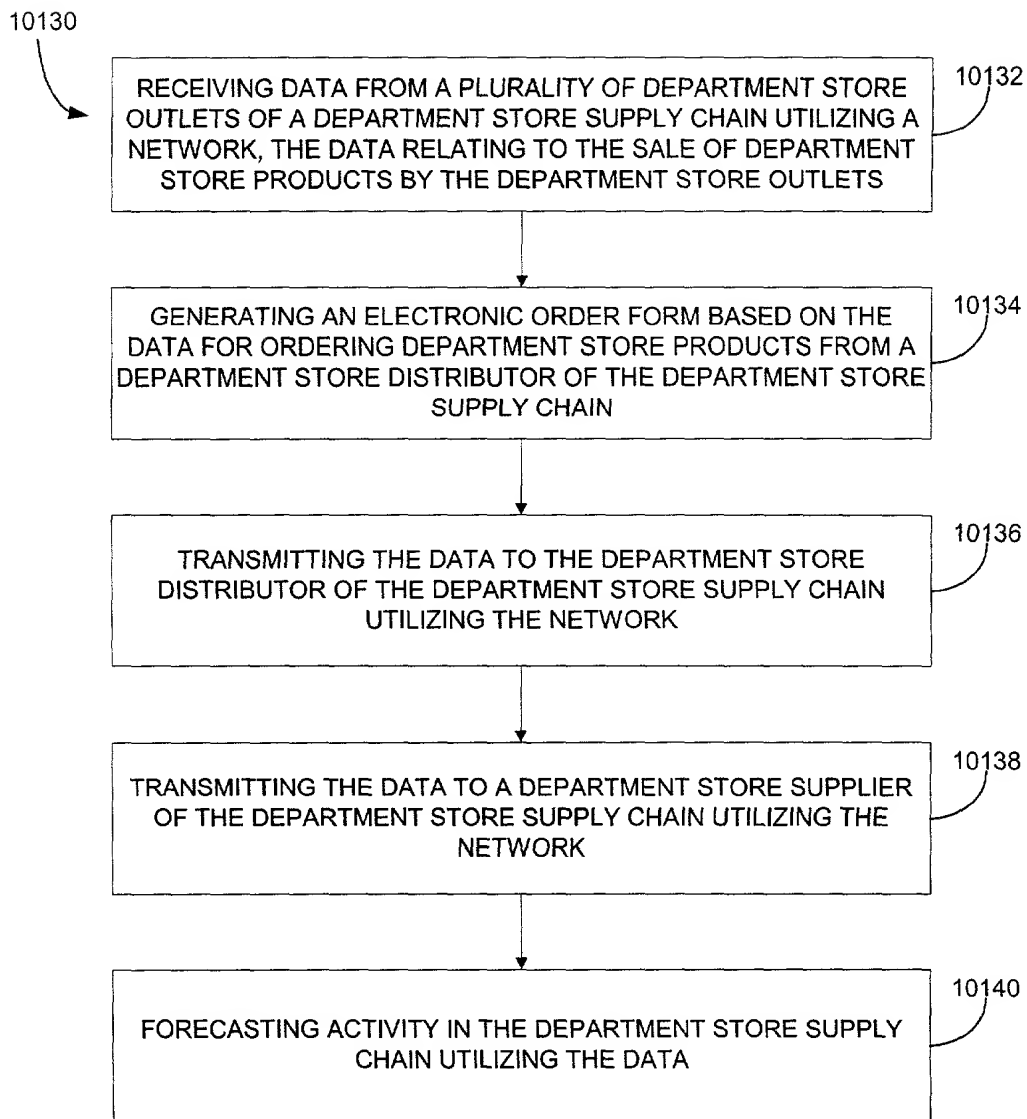 10130
RECEIVING DATA FROM A PLURALITY OF DEPARTMENT STORE
OUTLETS OF A DEPARTMENT STORE SUPPLY CHAIN UTILIZING A
NETWORK, THE DATA RELATING TO THE SALE OF DEPARTMENT
STORE PRODUCTS BY THE DEPARTMENT STORE OUTLETS
10132
GENERATING AN ELECTRONIC ORDER FORM BASED ON THE
DATA FOR ORDERING DEPARTMENT STORE PRODUCTS FROM A
DEPARTMENT STORE DISTRIBUTOR OF THE DEPARTMENT STORE
SUPPLY CHAIN
10134
TRANSMITTING THE DATA TO THE DEPARTMENT STORE
DISTRIBUTOR OF THE DEPARTMENT STORE SUPPLY CHAIN
UTILIZING THE NETWORK
10136
TRANSMITTING THE DATA TO A DEPARTMENT STORE SUPPLIER
OF THE DEPARTMENT STORE SUPPLY CHAIN UTILIZING THE
NETWORK
10138
FORECASTING ACTIVITY IN THE DEPARTMENT STORE SUPPLY
CHAIN UTILIZING THE DATA
10140